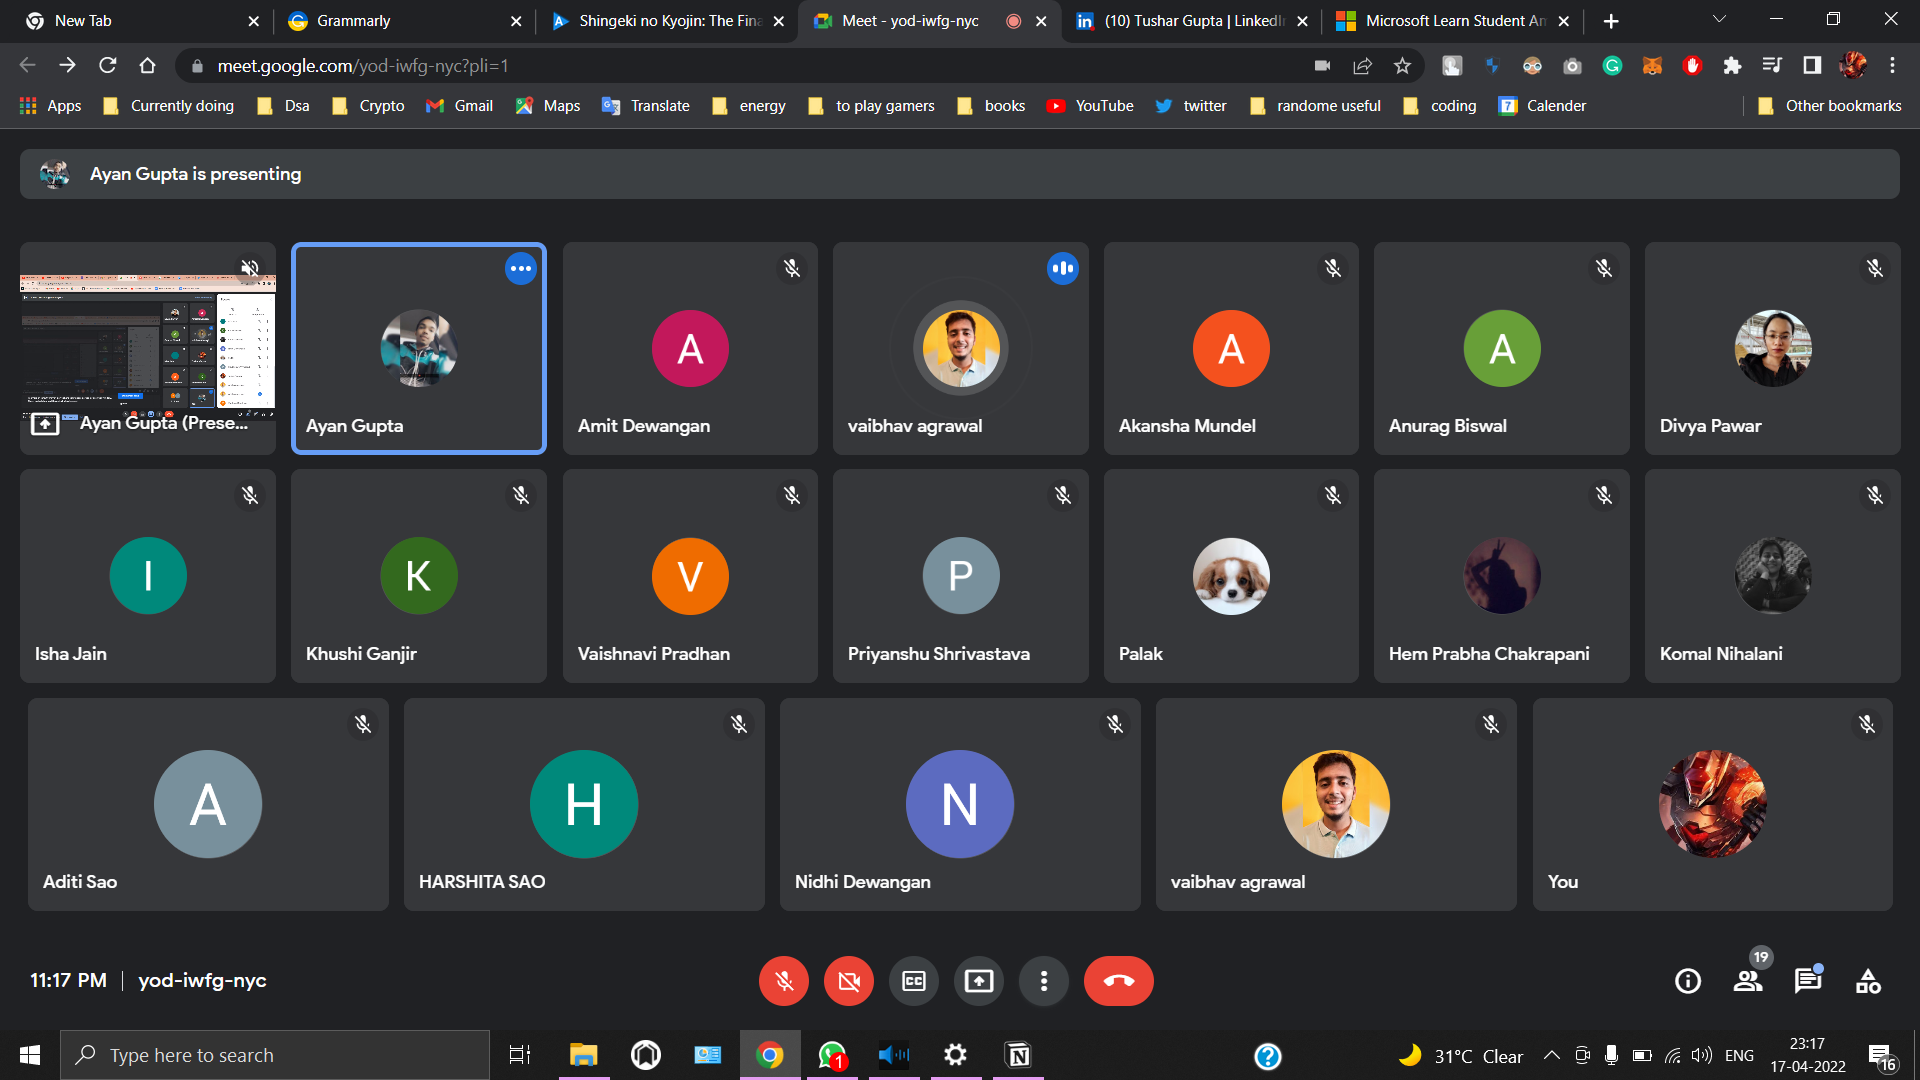 New Tab
Grammarly
Shingeki no Kyojin: The Fina
Meet - yod-iwfg-nyc
(10) Tushar Gupta | LinkedIn
Microsoft Learn Student Am
meet.google.com/yod-iwfg-nyc?pli=1
Apps
Currently doing
Dsa
Crypto
Gmail
Maps
Translate
energy
to play gamers
books
YouTube
twitter
randome useful
coding
7
Calender
Other bookmarks
Ayan Gupta is presenting
Ayan Gupta (Prese...
Ayan Gupta
A
Amit Dewangan
vaibhav agrawal
A
Akansha Mundel
A
Anurag Biswal
Divya Pawar
I
Isha Jain
K
Khushi Ganjir
V
Vaishnavi Pradhan
P
Priyanshu Shrivastava
Palak
Hem Prabha Chakrapani
Komal Nihalani
A
Aditi Sao
H
HARSHITA SAO
N
Nidhi Dewangan
vaibhav agrawal
You
11:17 PM | yod-iwfg-nyc
CC
19
Type here to search
1
31°C Clear
ENG
23:17
17-04-2022
16